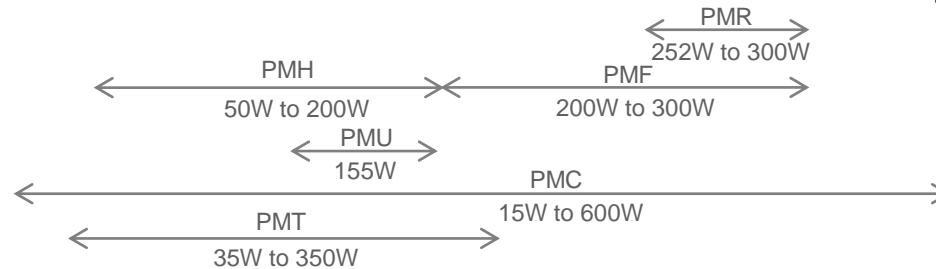 PMR
252W to 300W
PMH
PMF
50W to 200W
200W to 300W
PMU
155W
PMC
15W to 600W
PMT
35W to 350W